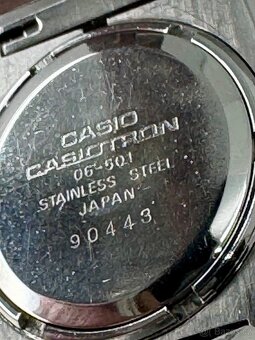 CASIO
CASIOTRON
06-501
STAINLESS STEEL
JAPAN
90443